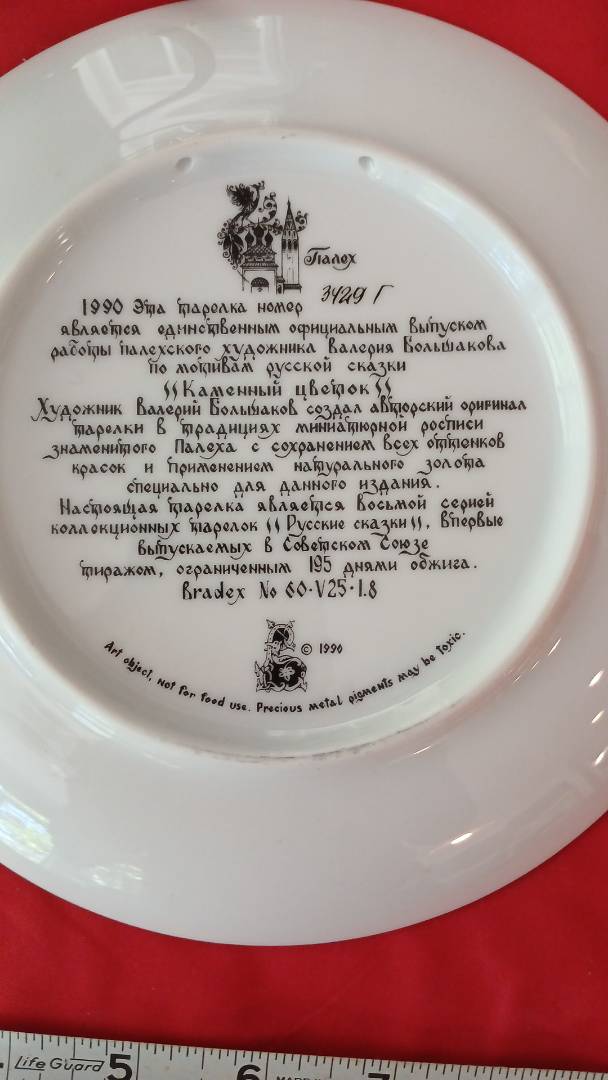 Палех
1990 Эта тарелка номер 3429 Г
является единственным официальным выпуском
работы палехского художника Валерия Большакова
по мотивам русской сказки
"Каменный цветок"
Художник Валерий Большаков создал авторский оригинал
тарелки в традициях миниатюрной росписи
знаменитого Палеха с сохранением всех оттенков
красок и применением натурального золота
специально для данного издания.
Настоящая тарелка является восьмой серией
коллекционных тарелок "Русские сказки", впервые
выпускаемых в Советском Союзе
тиражом, ограниченным 195 днями обжига.
Bradex No 60·V25·1.8
© 1990
Art object, not for food use. Precious metal pigments may be toxic.
Life Guard 5 6 7